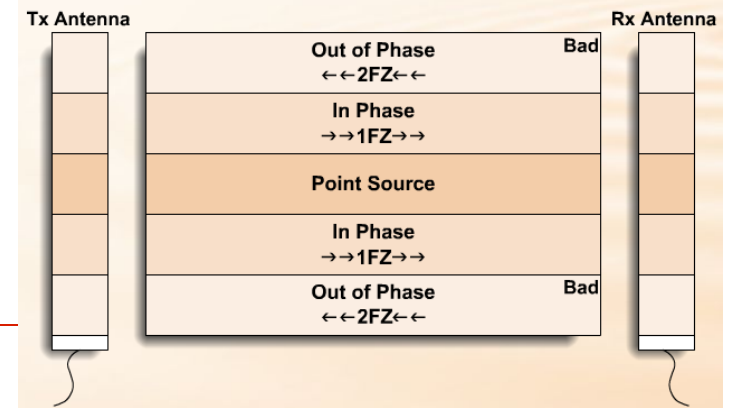 Tx Antenna
Rx Antenna
Out of Phase
Bad
←←2FZ←←
In Phase
→→1FZ→→
Point Source
In Phase
→→1FZ→→
Out of Phase
Bad
←←2FZ←←